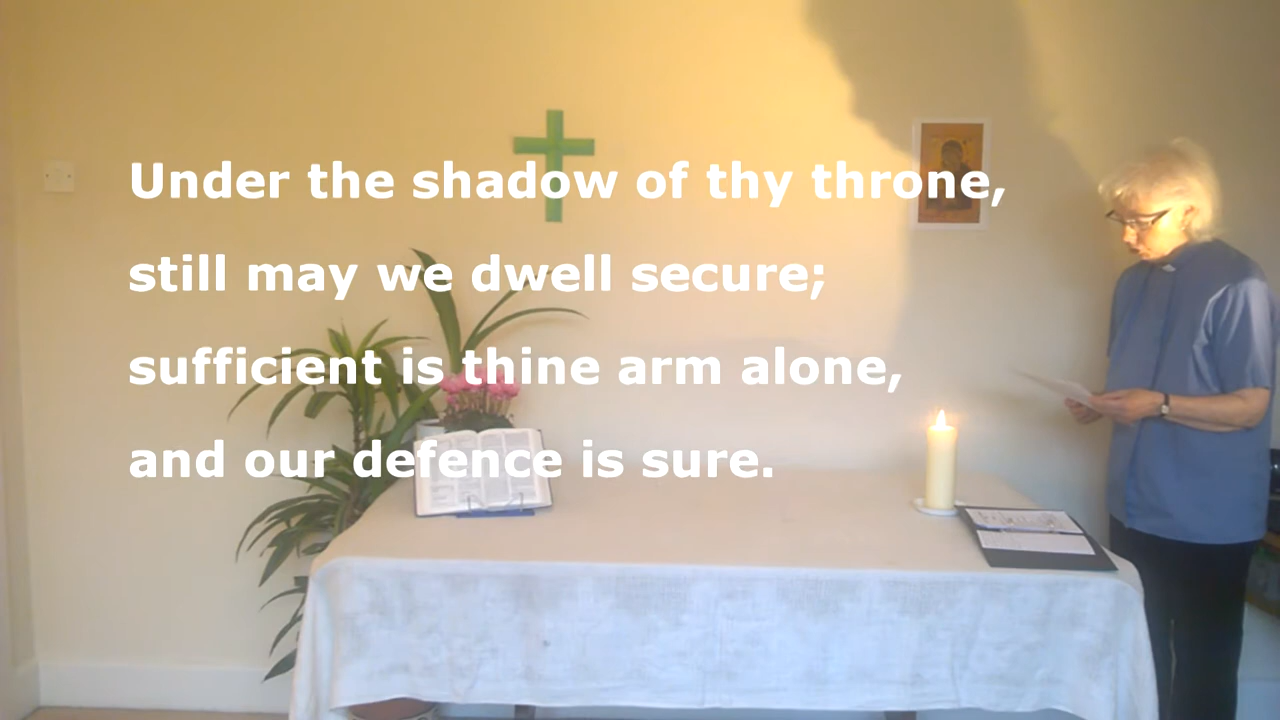 Under the shadow of thy throne,
still may we dwell secure;
sufficient is thine arm alone,
and our defence is sure.